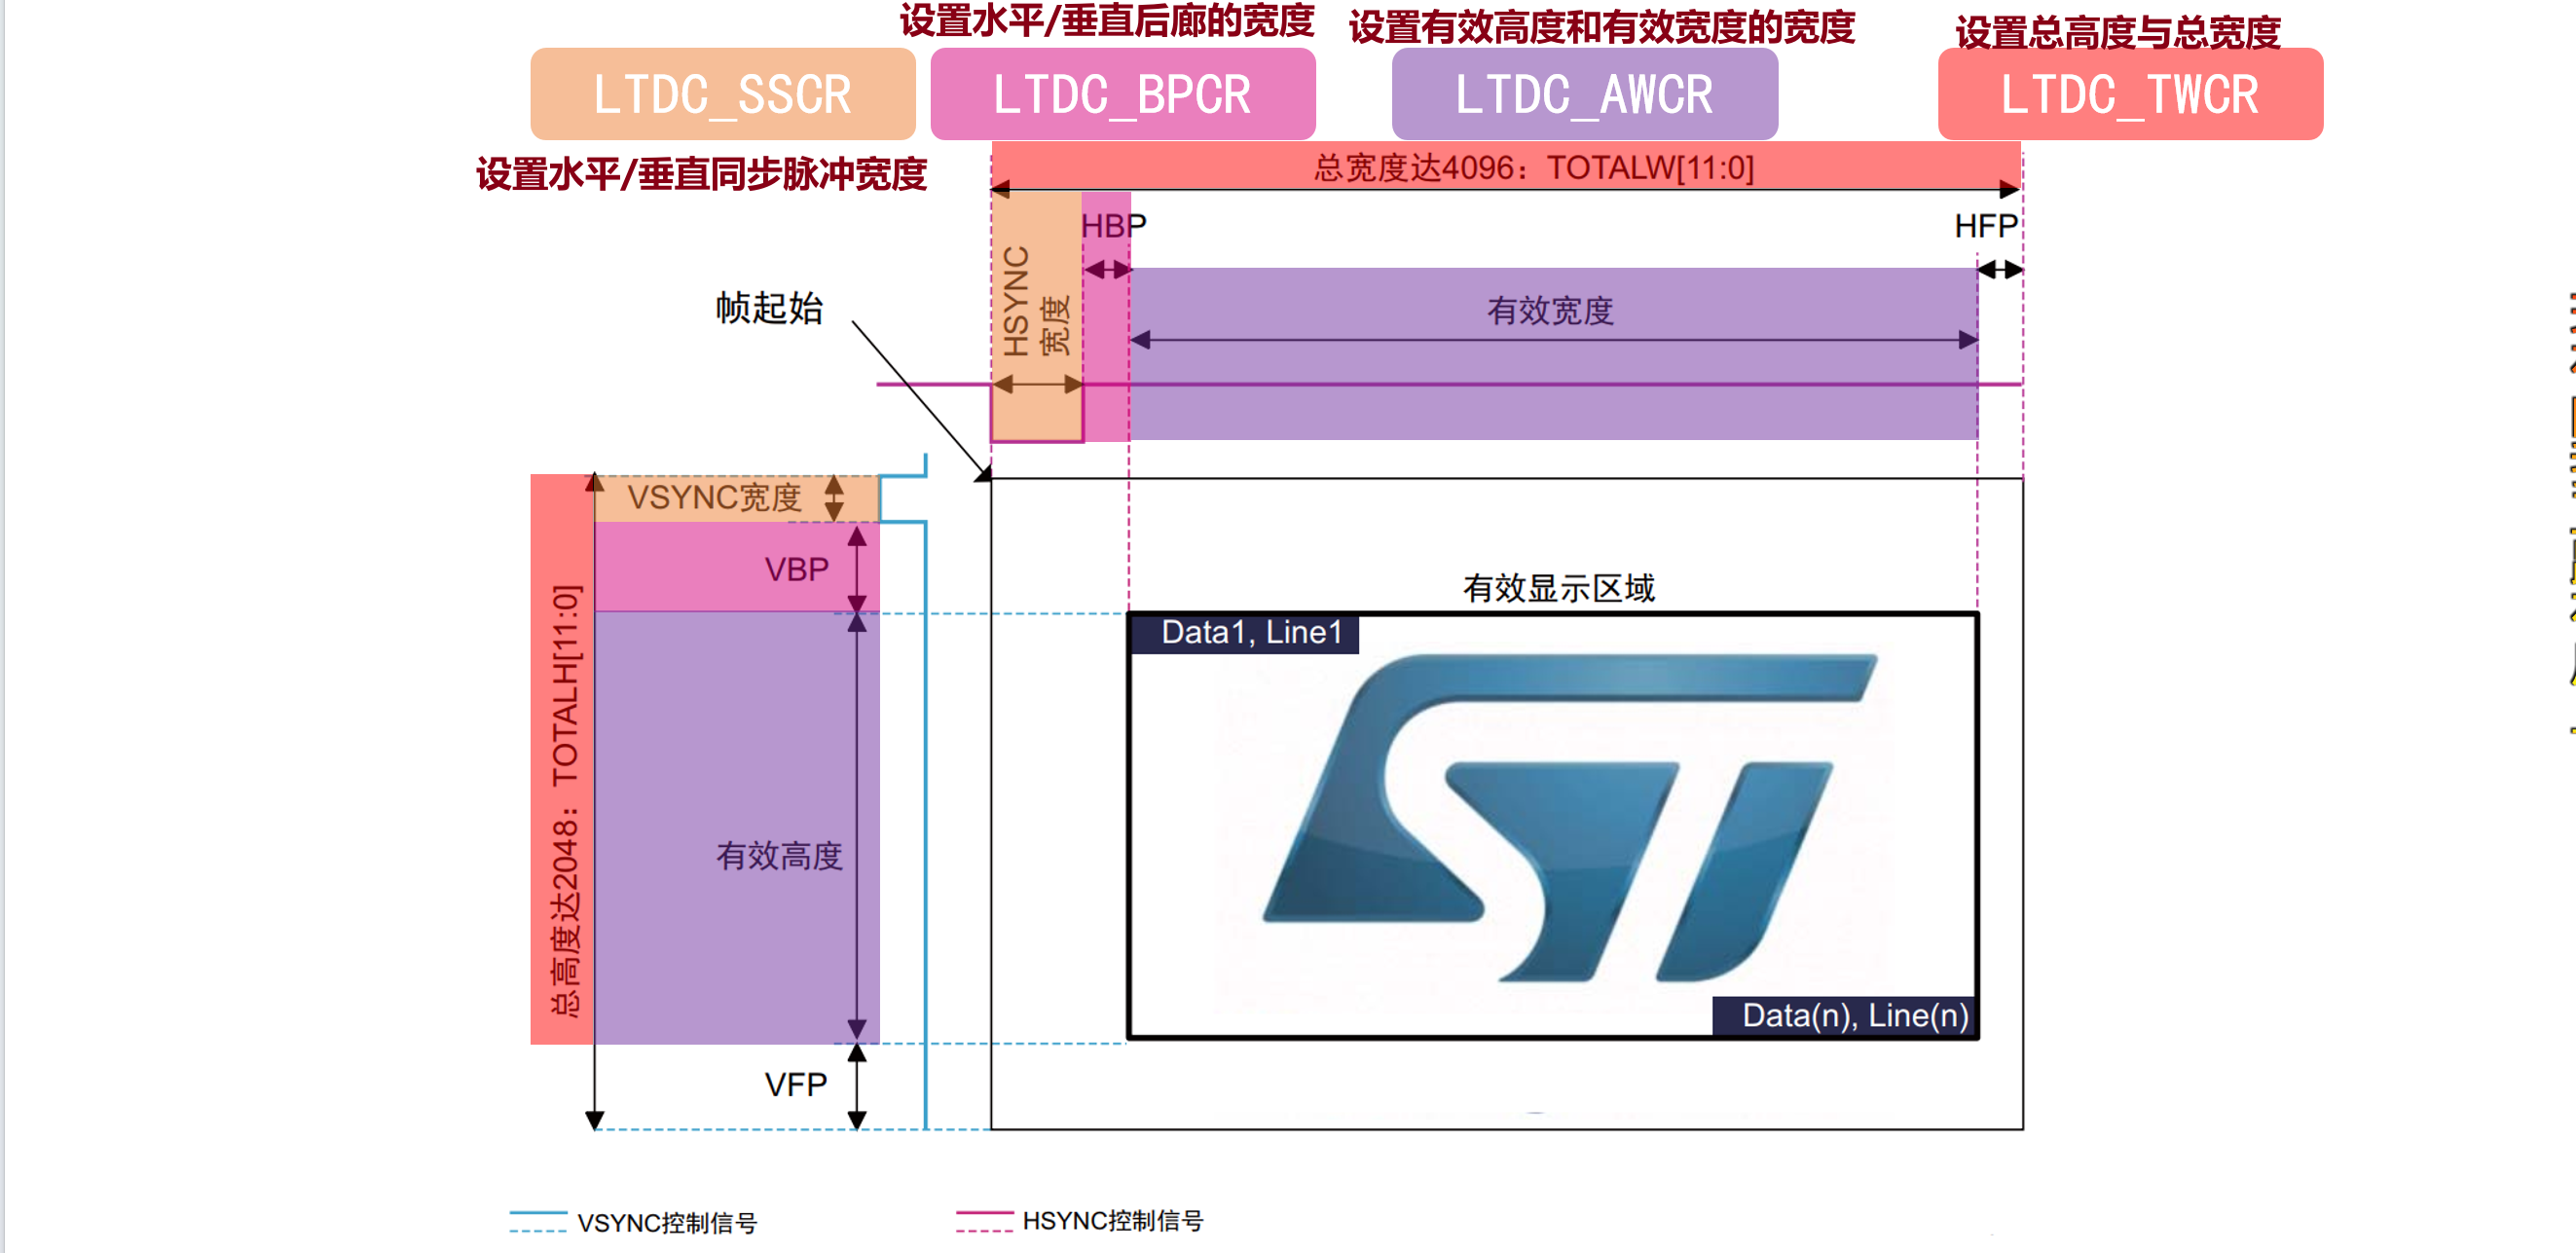 设置水平/垂直后廊的宽度
设置有效高度和有效宽度的宽度
设置总高度与总宽度
LTDC_SSCR
LTDC_BPCR
LTDC_AWCR
LTDC_TWCR
设置水平/垂直同步脉冲宽度
总宽度达4096：TOTALW[11:0]
HBP
HFP
HSYNC
宽度
有效宽度
帧起始
VSYNC宽度
VBP
总高度达2048：TOTALH[11:0]
有效高度
VFP
有效显示区域
Data1, Line1
ST
Data(n), Line(n)
VSYNC控制信号
HSYNC控制信号